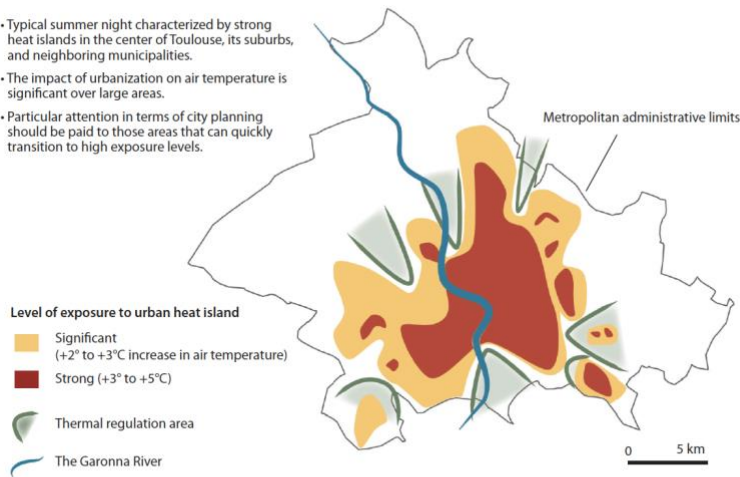 • Typical summer night characterized by strong
heat islands in the center of Toulouse, its suburbs,
and neighboring municipalities.
• The impact of urbanization on air temperature is
significant over large areas.
• Particular attention in terms of city planning
should be paid to those areas that can quickly
transition to high exposure levels.
Metropolitan administrative limits
Level of exposure to urban heat island
Significant
(+2° to +3°C increase in air temperature)
Strong (+3° to +5°C)
Thermal regulation area
The Garonna River
0 5 km